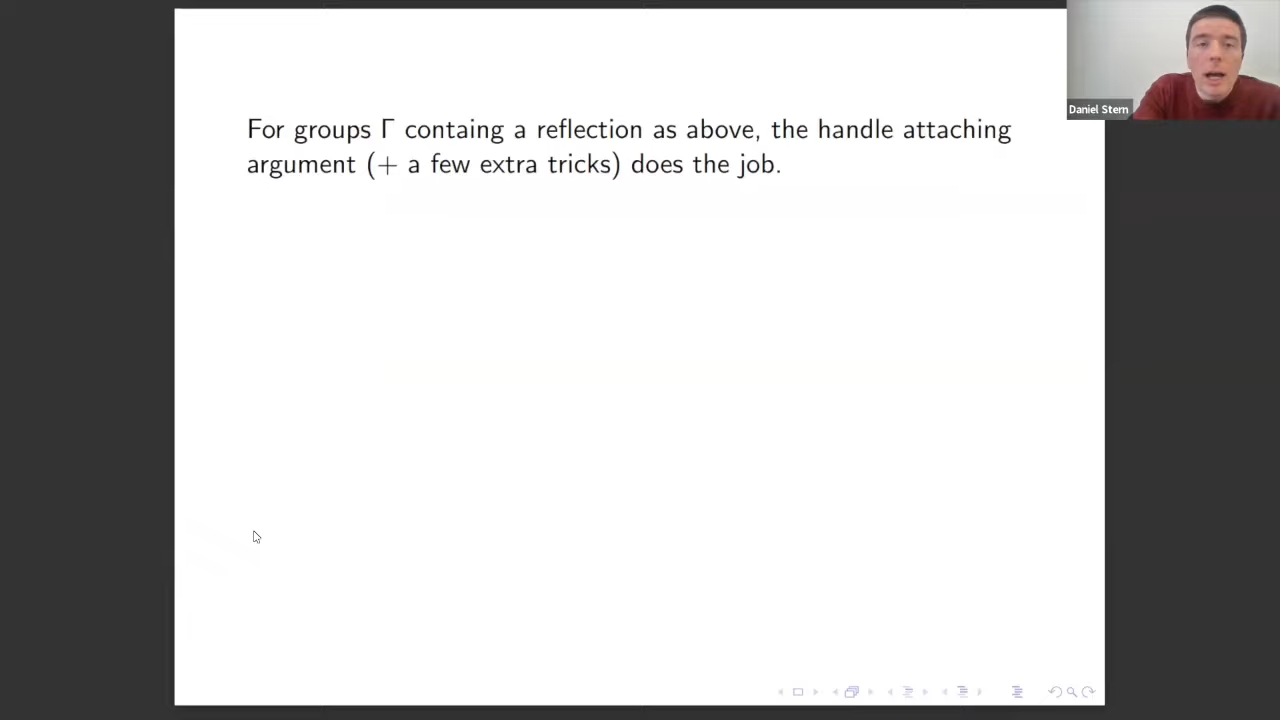 For groups Γ containg a reflection as above, the handle attaching
argument (+ a few extra tricks) does the job.
Daniel Stern